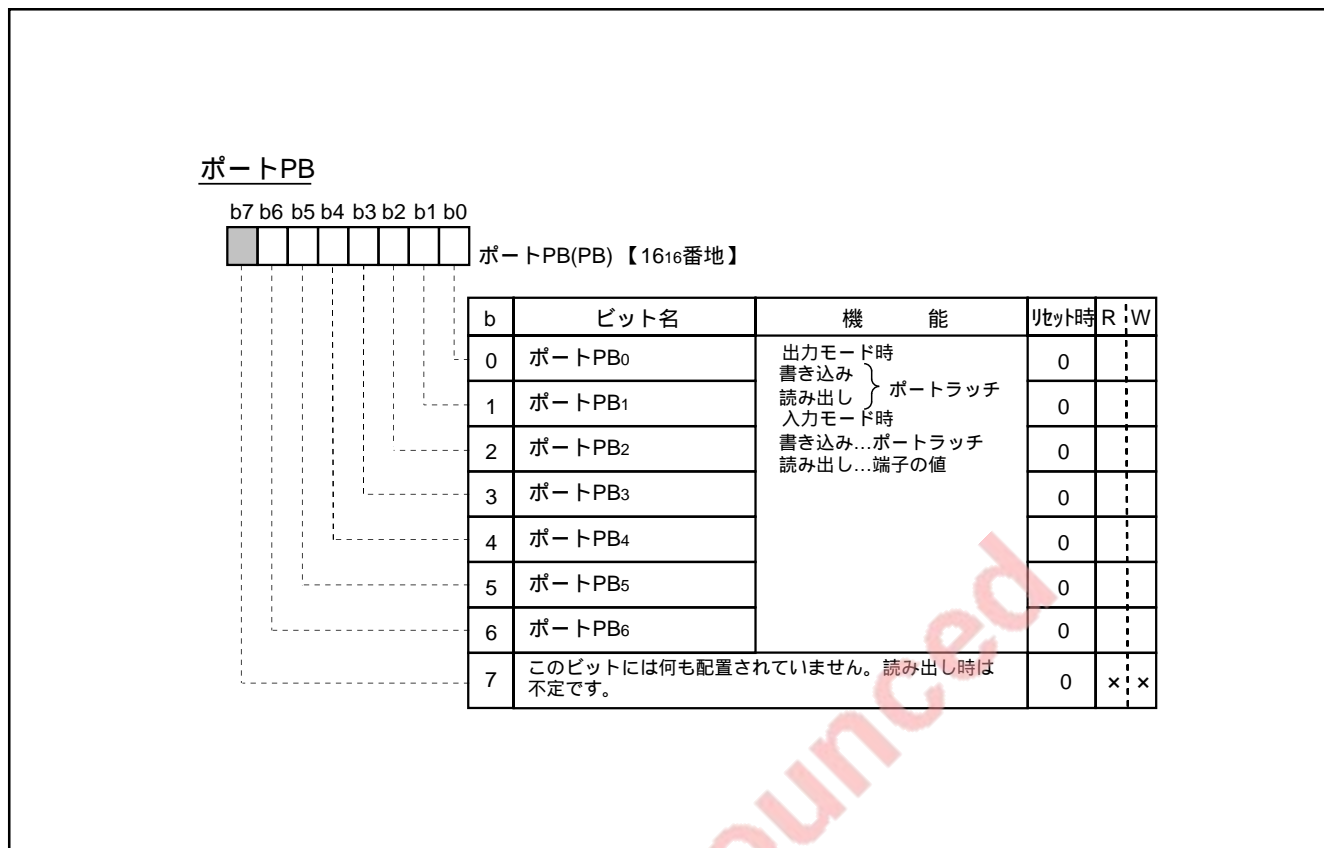 ポートPB
b7 b6 b5 b4 b3 b2 b1 b0
ポートPB(PB) 【1616番地】
b ビット名 機 能 リセット時 R W
0 ポートPB0 0
1 ポートPB1 0
2 ポートPB2 0
3 ポートPB3 0
4 ポートPB4 0
5 ポートPB5 0
6 ポートPB6 0
出力モード時
書き込み
読み出し ポートラッチ
入力モード時
書き込み…ポートラッチ
読み出し…端子の値
7 このビットには何も配置されていません。読み出し時は
不定です。 0 × ×
ounced